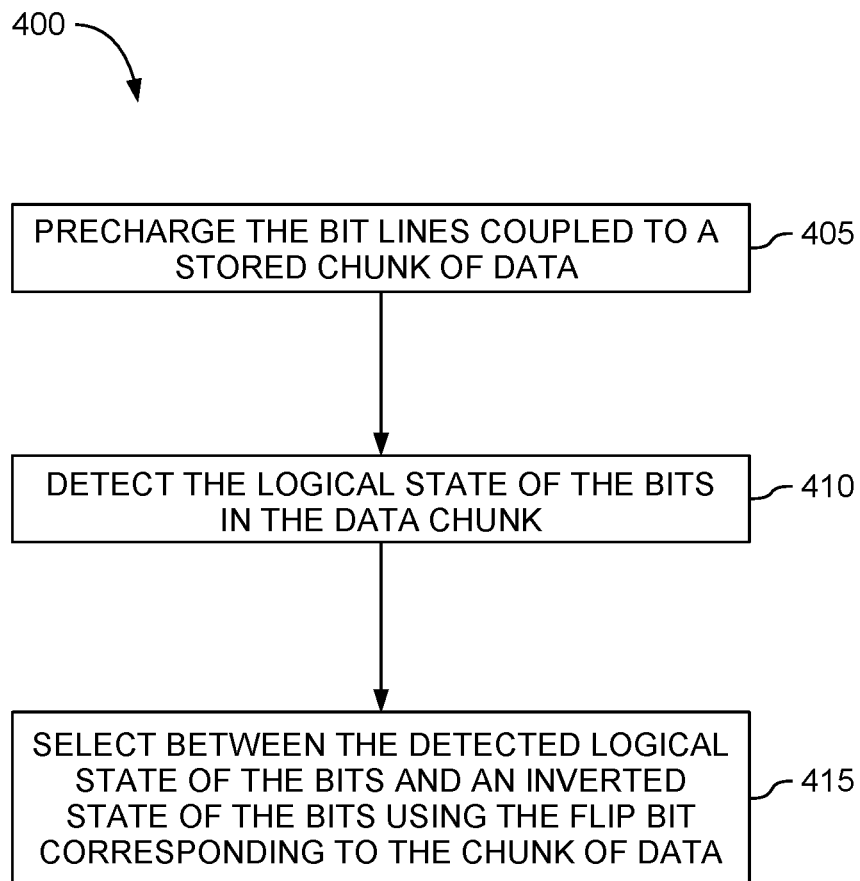 400
PRECHARGE THE BIT LINES COUPLED TO A
STORED CHUNK OF DATA
405
DETECT THE LOGICAL STATE OF THE BITS
IN THE DATA CHUNK
410
SELECT BETWEEN THE DETECTED LOGICAL
STATE OF THE BITS AND AN INVERTED
STATE OF THE BITS USING THE FLIP BIT
CORRESPONDING TO THE CHUNK OF DATA
415